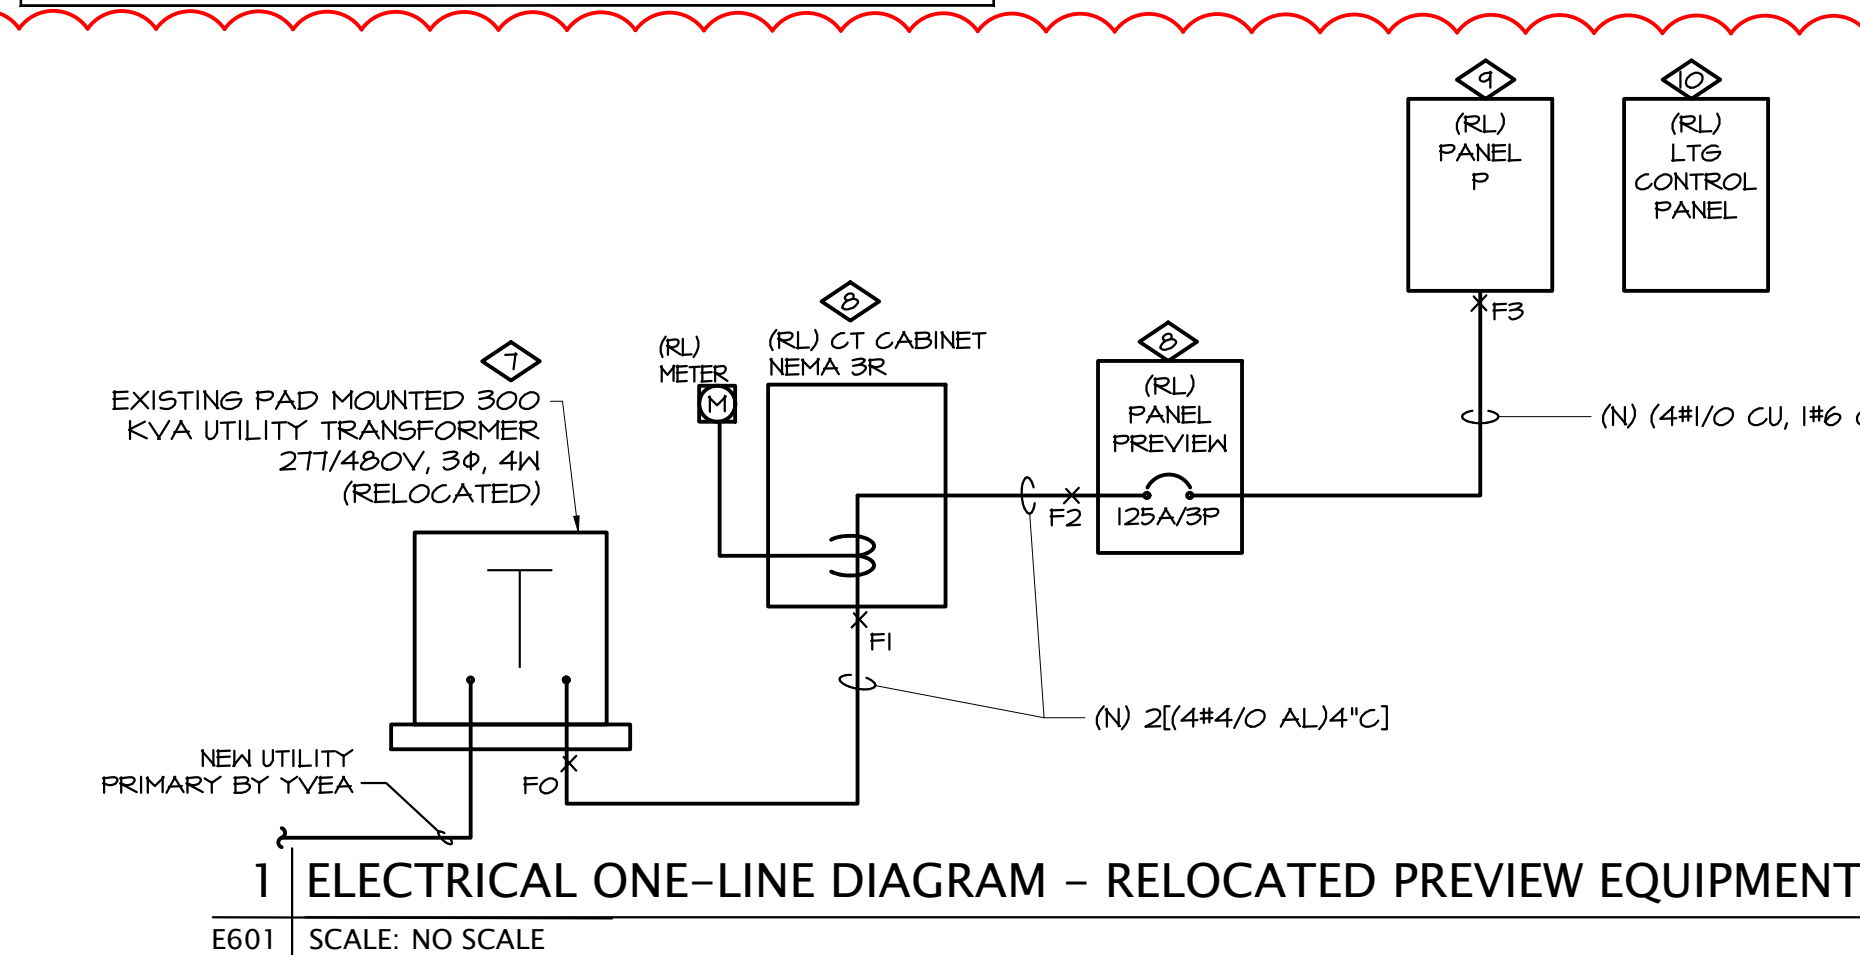 9
(RL)
PANEL
P
10
(RL)
LTG
CONTROL
PANEL
F3
(N) (4#1/0 CU, 1#6
8
(RL) CT CABINET
NEMA 3R
(RL)
METER
M
7
EXISTING PAD MOUNTED 300
KVA UTILITY TRANSFORMER
277/480V, 3Φ, 4W
(RELOCATED)
8
(RL)
PANEL
PREVIEW
125A/3P
F2
F1
(N) 2[(4#4/0 AL)4"C]
T
NEW UTILITY
PRIMARY BY YVEA
F0
1 ELECTRICAL ONE-LINE DIAGRAM - RELOCATED PREVIEW EQUIPMENT
E601 SCALE: NO SCALE